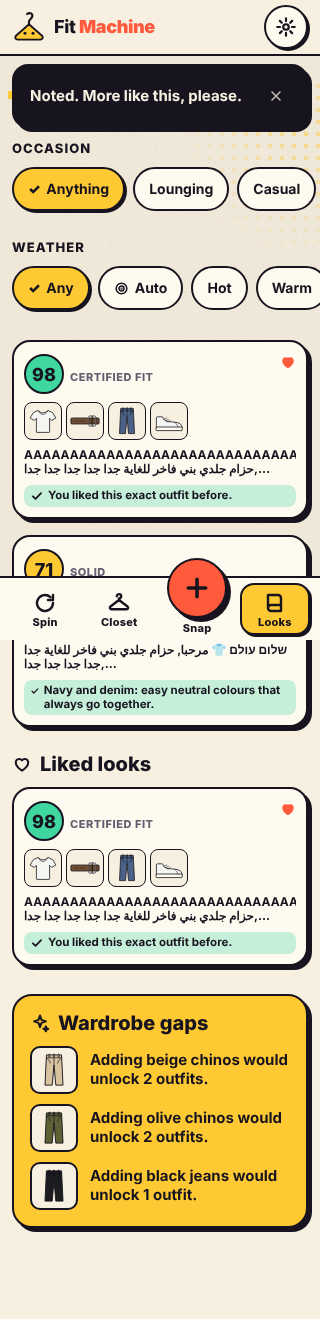 Fit Machine
Noted. More like this, please.
OCCASION
Anything
Lounging
Casual
WEATHER
Any
Auto
Hot
Warm
98
CERTIFIED FIT
حزام جلدي بني فاخر للغاية جدا جدا جدا جدا جدا,...
You liked this exact outfit before.
71
SOLID
Spin
Closet
Snap
Looks
שלום עולם 👕 مرحبا, حزام جلدي بني فاخر للغاية جدا
جدا جدا جدا جدا,...
Navy and denim: easy neutral colours that
always go together.
Liked looks
98
CERTIFIED FIT
حزام جلدي بني فاخر للغاية جدا جدا جدا جدا جدا,...
You liked this exact outfit before.
Wardrobe gaps
Adding beige chinos would
unlock 2 outfits.
Adding olive chinos would
unlock 2 outfits.
Adding black jeans would
unlock 1 outfit.